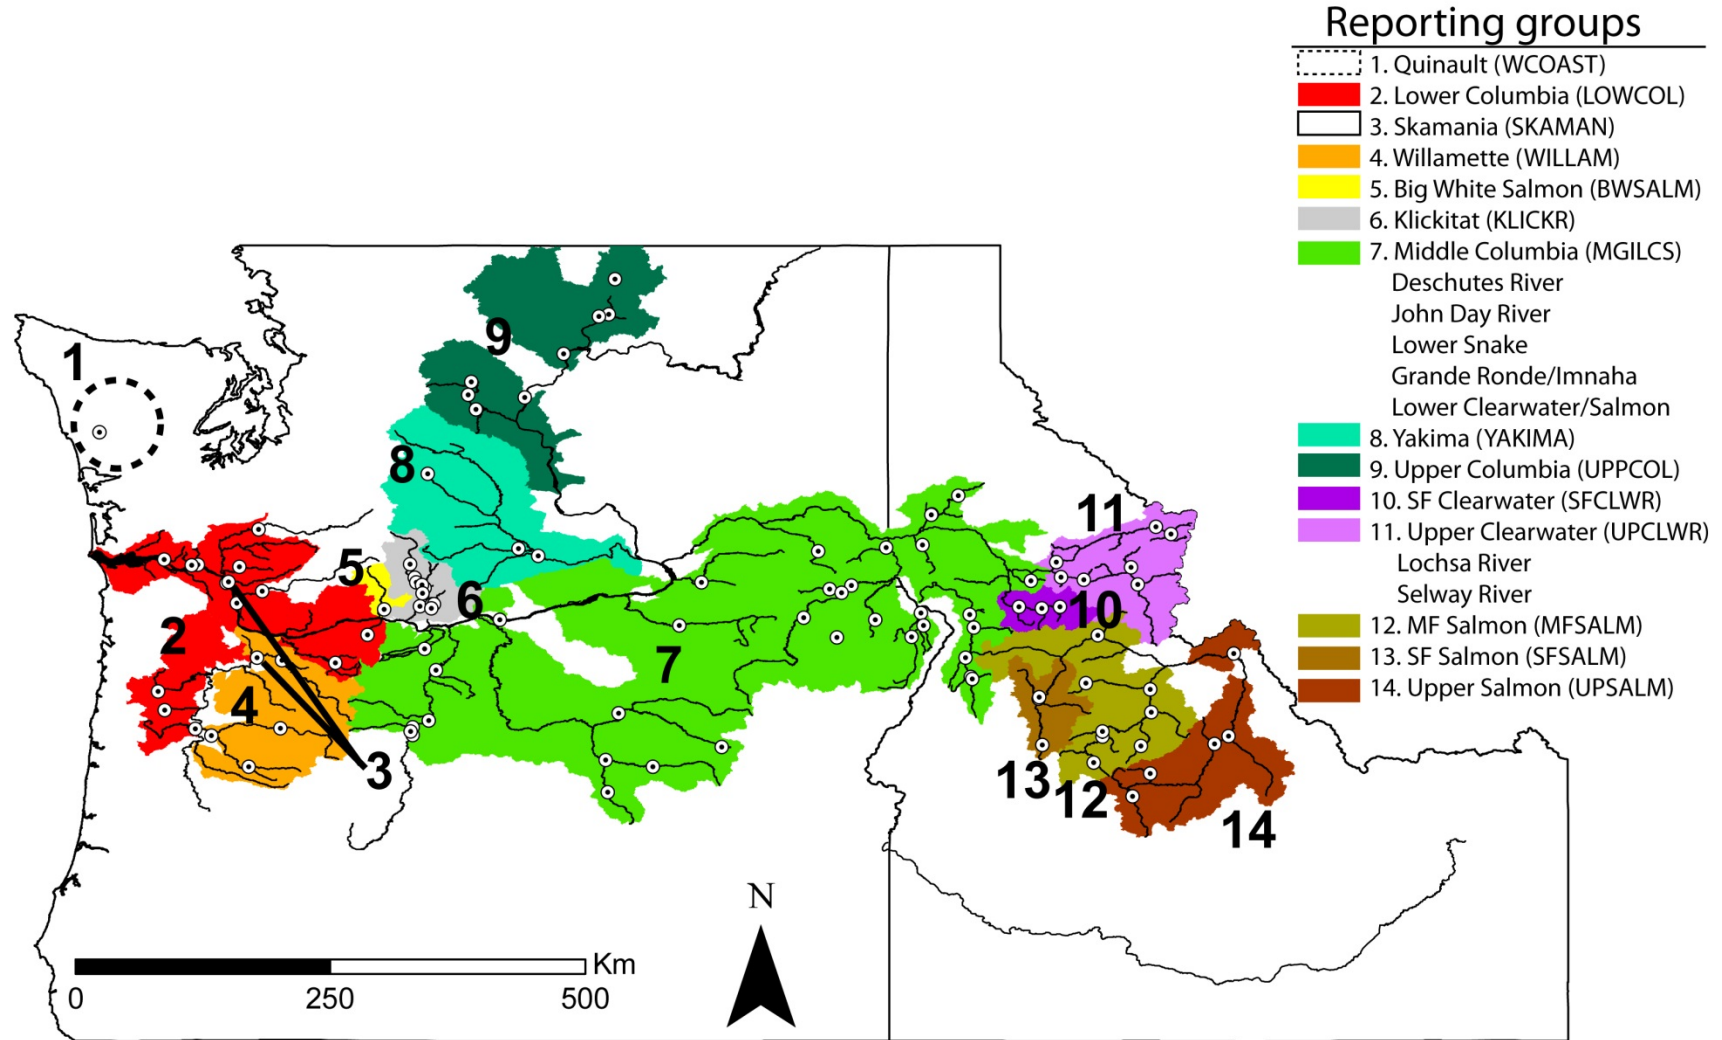 Reporting groups
1. Quinault (WCOAST)
2. Lower Columbia (LOWCOL)
3. Skamania (SKAMAN)
4. Willamette (WILLAM)
5. Big White Salmon (BWSALM)
6. Klickitat (KLICKR)
7. Middle Columbia (MGILCS)
Deschutes River
John Day River
Lower Snake
Grande Ronde/Imnaha
Lower Clearwater/Salmon
8. Yakima (YAKIMA)
9. Upper Columbia (UPPCOL)
10. SF Clearwater (SFCLWR)
11. Upper Clearwater (UPCLWR)
Lochsa River
Selway River
12. MF Salmon (MFSALM)
13. SF Salmon (SFSALM)
14. Upper Salmon (UPSALM)
9
1
8
11
5
6
10
2
7
4
3
13
12
14
N
Km
0
250
500